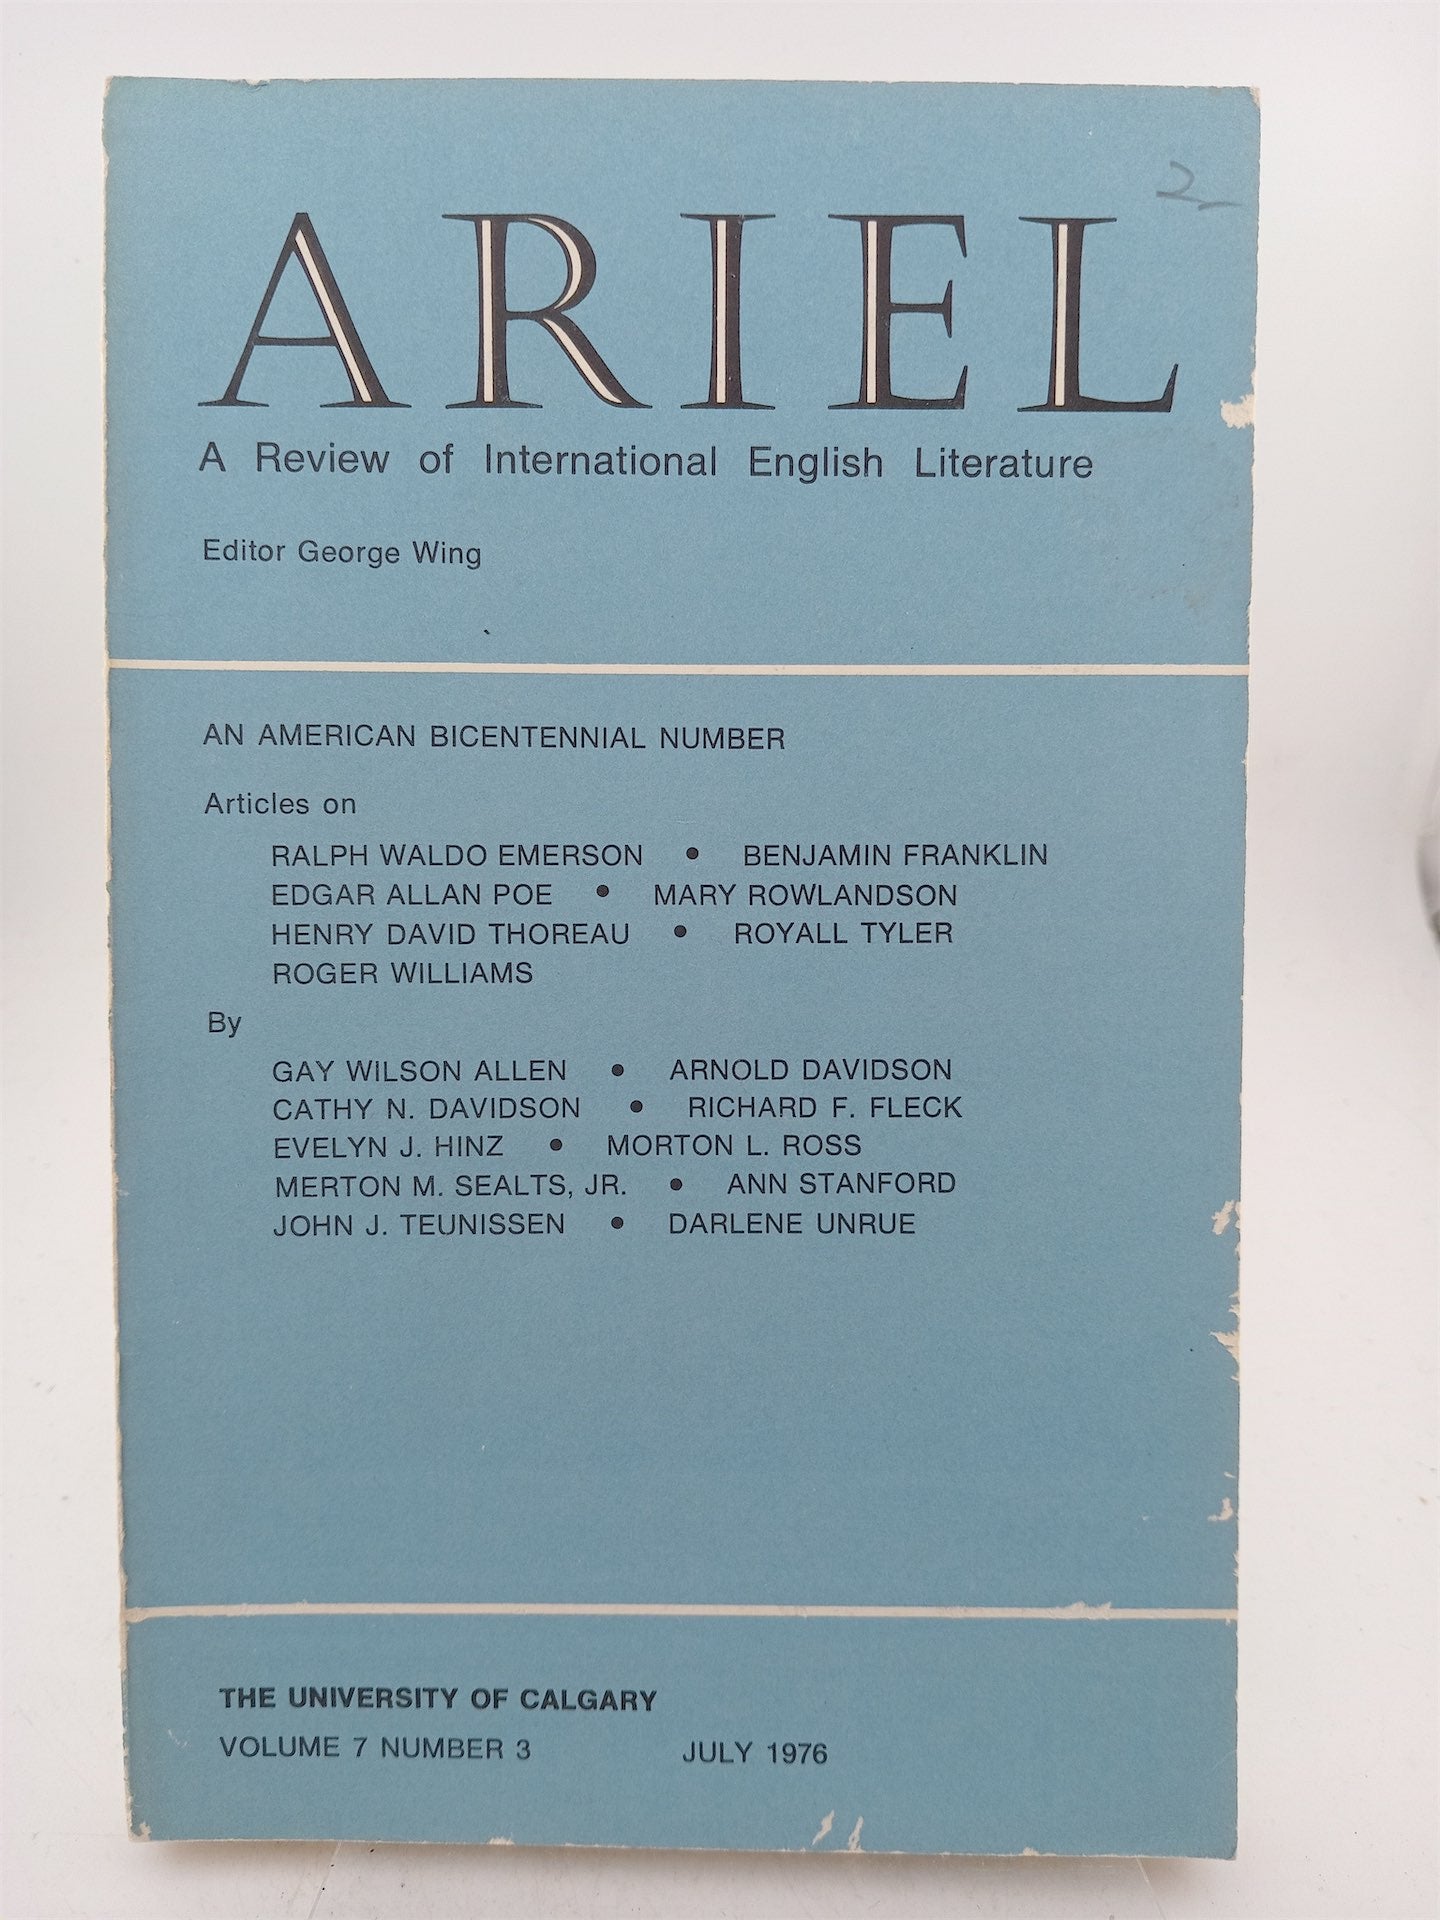 2
ARIEL
A Review of International English Literature
Editor George Wing
AN AMERICAN BICENTENNIAL NUMBER
Articles on
RALPH WALDO EMERSON • BENJAMIN FRANKLIN
EDGAR ALLAN POE • MARY ROWLANDSON
HENRY DAVID THOREAU • ROYALL TYLER
ROGER WILLIAMS
By
GAY WILSON ALLEN • ARNOLD DAVIDSON
CATHY N. DAVIDSON • RICHARD F. FLECK
EVELYN J. HINZ • MORTON L. ROSS
MERTON M. SEALTS, JR. • ANN STANFORD
JOHN J. TEUNISSEN • DARLENE UNRUE
THE UNIVERSITY OF CALGARY
VOLUME 7 NUMBER 3 JULY 1976